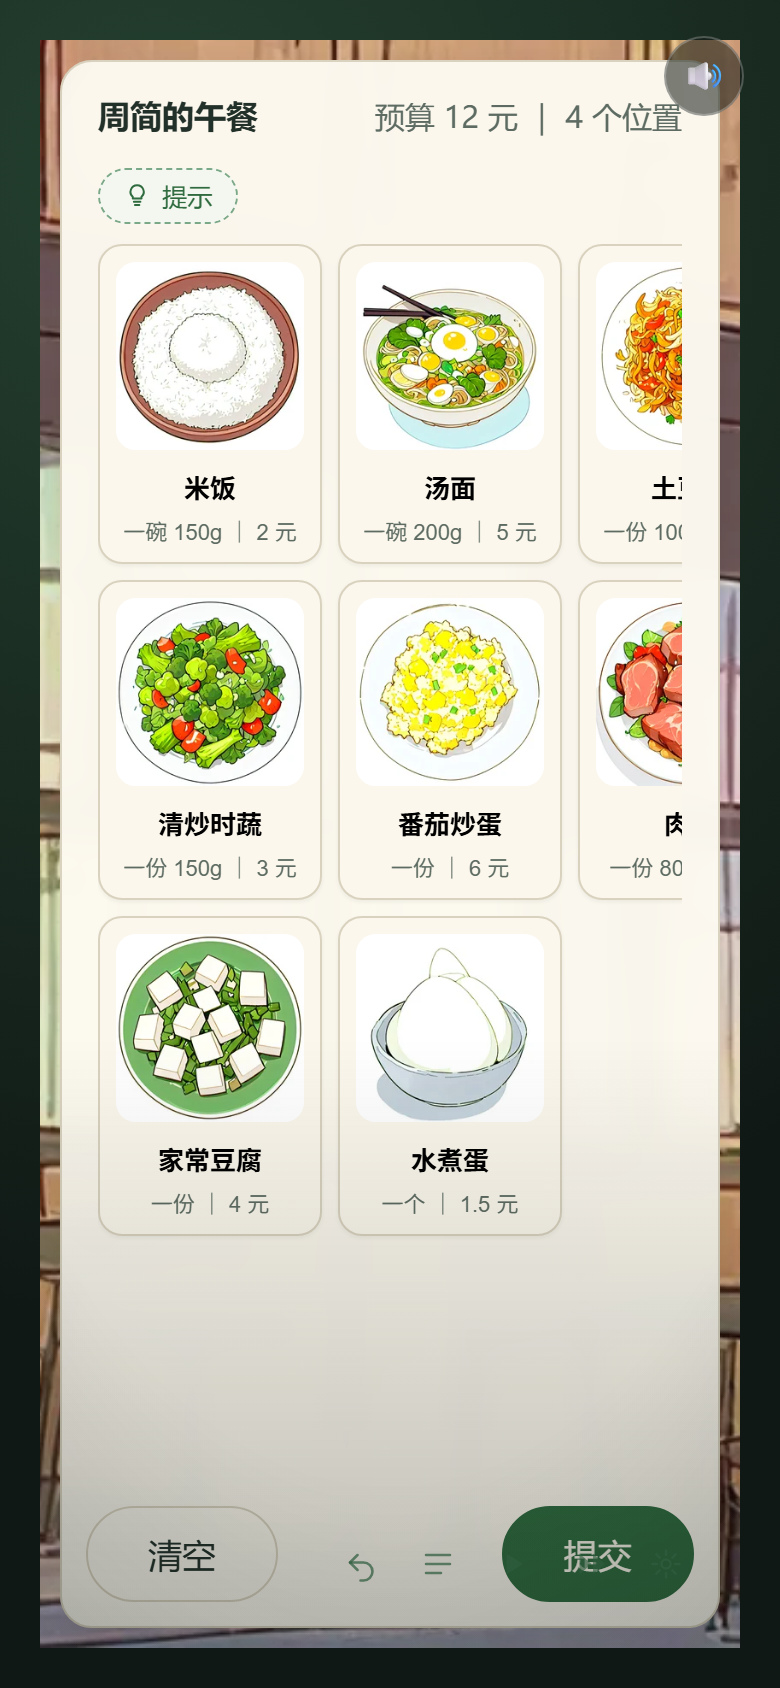 周简的午餐
预算 12 元 | 4 个位置
提示
米饭
一碗 150g | 2 元
汤面
一碗 200g | 5 元
土
一份 100
清炒时蔬
一份 150g | 3 元
番茄炒蛋
一份 | 6 元
肉
一份 80
家常豆腐
一份 | 4 元
水煮蛋
一个 | 1.5 元
清空
提交